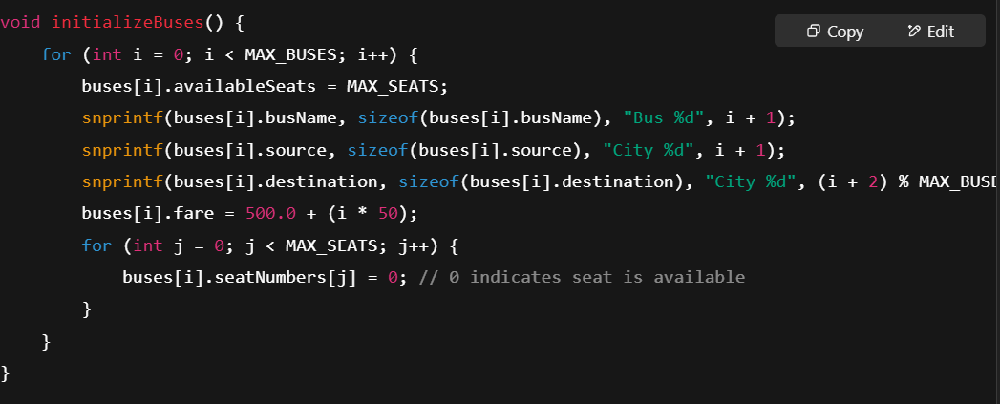 void initializeBuses() {
Copy Edit
    for (int i = 0; i < MAX_BUSES; i++) {
        buses[i].availableSeats = MAX_SEATS;
        snprintf(buses[i].busName, sizeof(buses[i].busName), "Bus %d", i + 1);
        snprintf(buses[i].source, sizeof(buses[i].source), "City %d", i + 1);
        snprintf(buses[i].destination, sizeof(buses[i].destination), "City %d", (i + 2) % MAX_BUSE
        buses[i].fare = 500.0 + (i * 50);
        for (int j = 0; j < MAX_SEATS; j++) {
            buses[i].seatNumbers[j] = 0; // 0 indicates seat is available
        }
    }
}